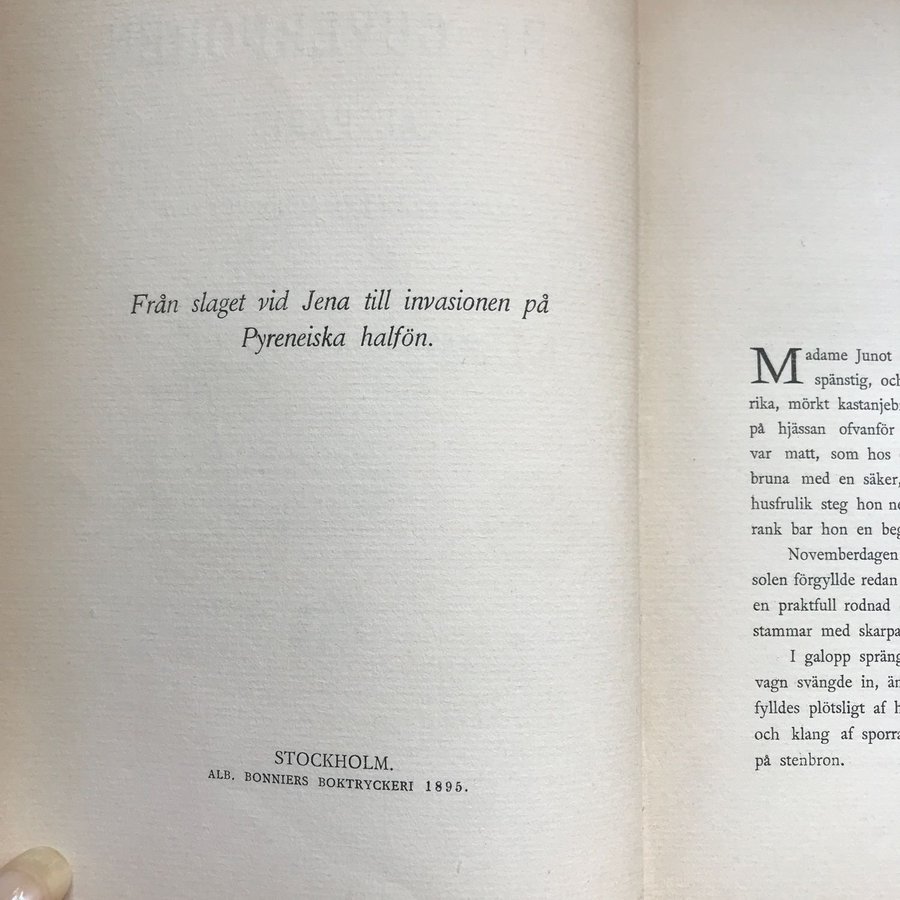 Från slaget vid Jena till invasionen på
Pyreneiska halfön.
STOCKHOLM.
ALB. BONNIERS BOKTRYCKERI 1895.
Madame Junot
spänstig, och
rika, mörkt kastanjeb
på hjässan ofvanför
var matt, som hos
bruna med en säker,
husfrulik steg hon ne
rank bar hon en beg
Novemberdagen
solen förgyllde redan
en praktfull rodnad
stammar med skarpa
I galopp spräng
vagn svängde in, än
fylldes plötsligt af h
och klang af sporra
på stenbron.